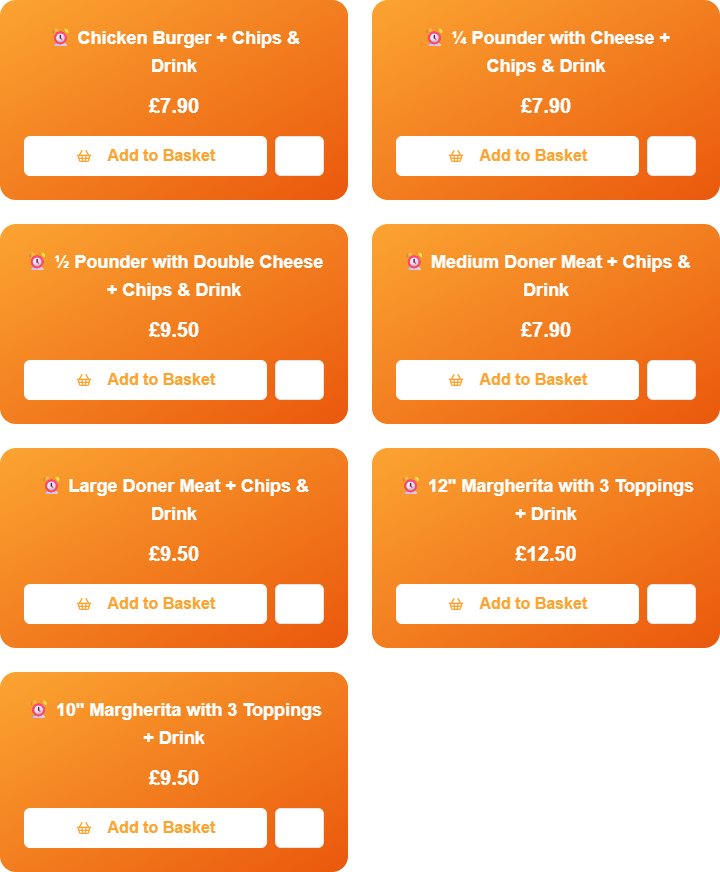 ⏰ Chicken Burger + Chips &
Drink
£7.90
Add to Basket
⏰ ¼ Pounder with Cheese +
Chips & Drink
£7.90
Add to Basket
⏰ ½ Pounder with Double Cheese
+ Chips & Drink
£9.50
Add to Basket
⏰ Medium Doner Meat + Chips &
Drink
£7.90
Add to Basket
⏰ Large Doner Meat + Chips &
Drink
£9.50
Add to Basket
⏰ 12" Margherita with 3 Toppings
+ Drink
£12.50
Add to Basket
⏰ 10" Margherita with 3 Toppings
+ Drink
£9.50
Add to Basket